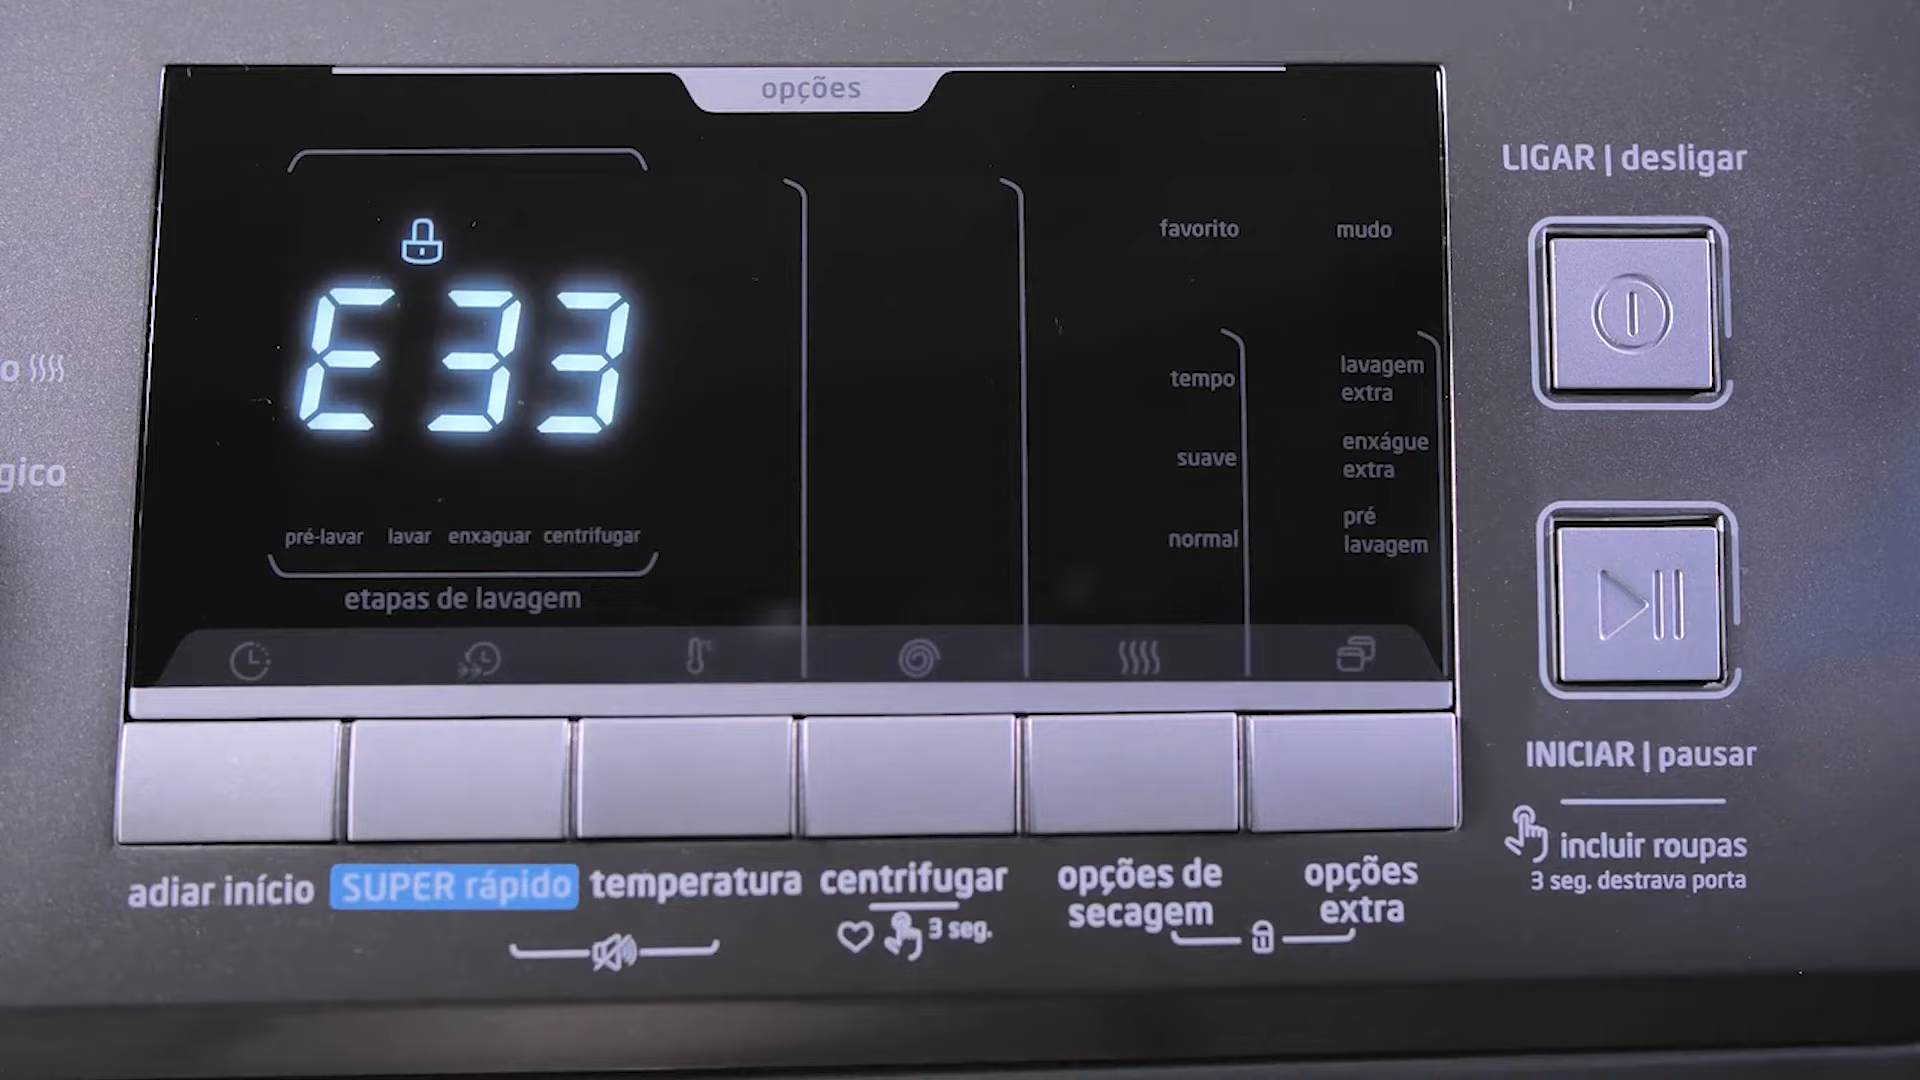 opções
LIGAR | desligar
favorito mudo
E33
tempo
lavagem
extra
suave
enxágue
extra
normal
pré
lavagem
gico
pré-lavar lavar enxaguar centrifugar
etapas de lavagem
INICIAR | pausar
incluir roupas
3 seg. destrava porta
adiar início
SUPER rápido
temperatura
centrifugar
3 seg.
opções de
secagem
opções
extra